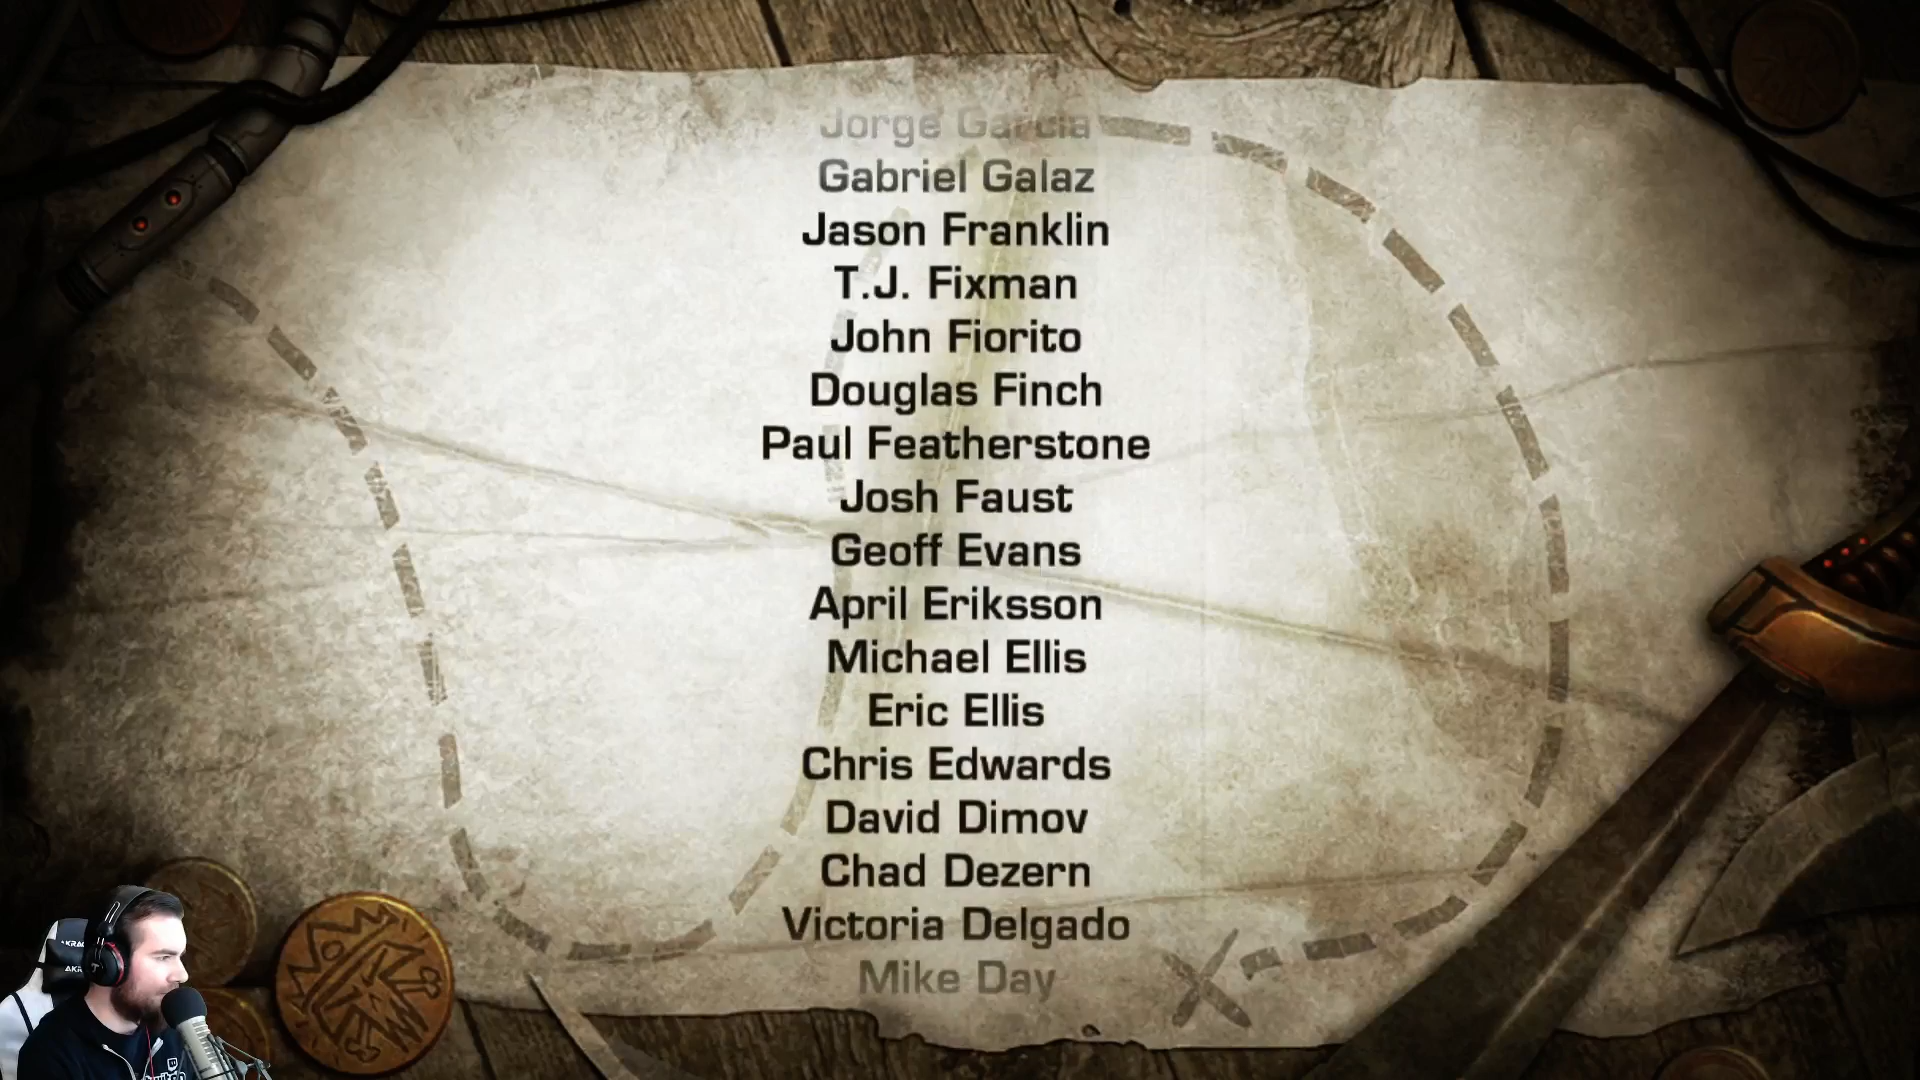 Jorge Garcia
Gabriel Galaz
Jason Franklin
T.J. Fixman
John Fiorito
Douglas Finch
Paul Featherstone
Josh Faust
Geoff Evans
April Eriksson
Michael Ellis
Eric Ellis
Chris Edwards
David Dimov
Chad Dezern
Victoria Delgado
Mike Day